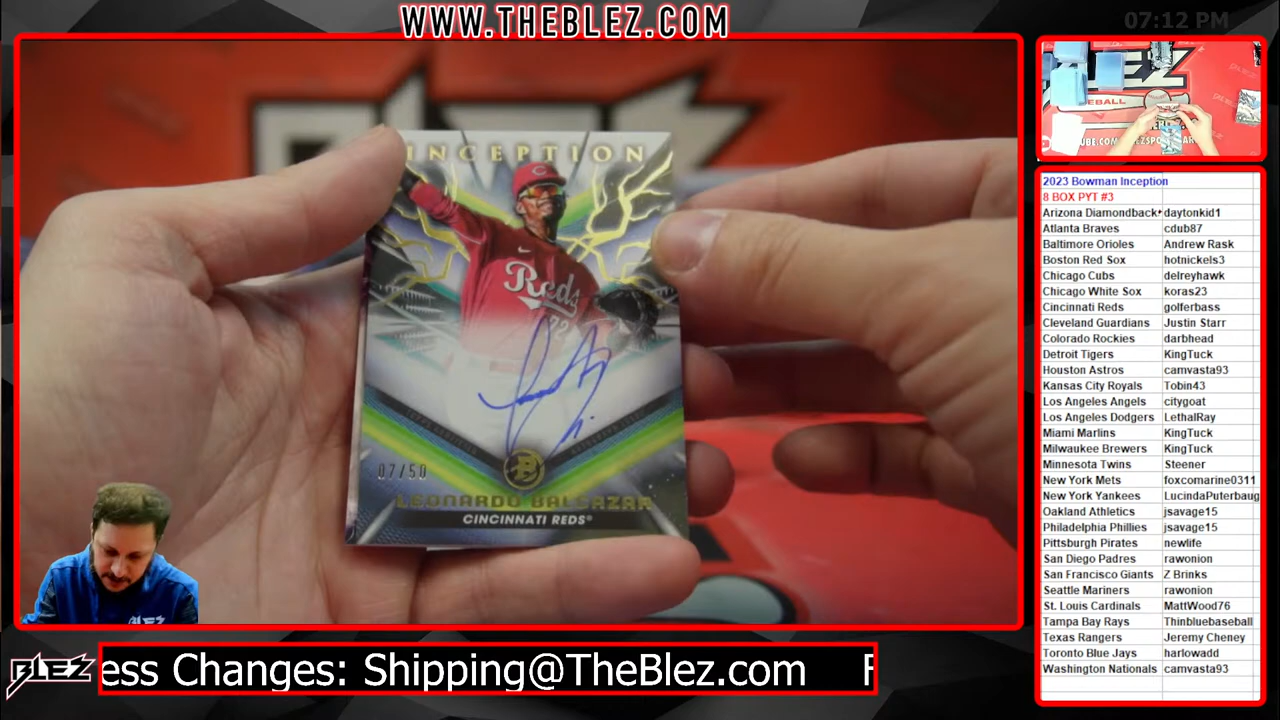 WWW.THEBLEZ.COM
07:12 PM
INCEPTION
Reds
72
07/50
B
LEONARDO BALCAZAR
CINCINNATI REDS®
BLEZ
ess Changes: Shipping@TheBlez.com F
BASEBALL
2023 Bowman Inception
8 BOX PYT #3
Arizona Diamondback daytonkid1
Atlanta Braves cdub87
Baltimore Orioles Andrew Rask
Boston Red Sox hotnickels3
Chicago Cubs delreyhawk
Chicago White Sox koras23
Cincinnati Reds golferbass
Cleveland Guardians Justin Starr
Colorado Rockies darbhead
Detroit Tigers KingTuck
Houston Astros camvasta93
Kansas City Royals Tobin43
Los Angeles Angels citygoat
Los Angeles Dodgers LethalRay
Miami Marlins KingTuck
Milwaukee Brewers KingTuck
Minnesota Twins Steener
New York Mets foxcomarine0311
New York Yankees LucindaPuterbaug
Oakland Athletics jsavage15
Philadelphia Phillies jsavage15
Pittsburgh Pirates newlife
San Diego Padres rawonion
San Francisco Giants Z Brinks
Seattle Mariners rawonion
St. Louis Cardinals MattWood76
Tampa Bay Rays Thinbluebaseball
Texas Rangers Jeremy Cheney
Toronto Blue Jays harlowadd
Washington Nationals camvasta93